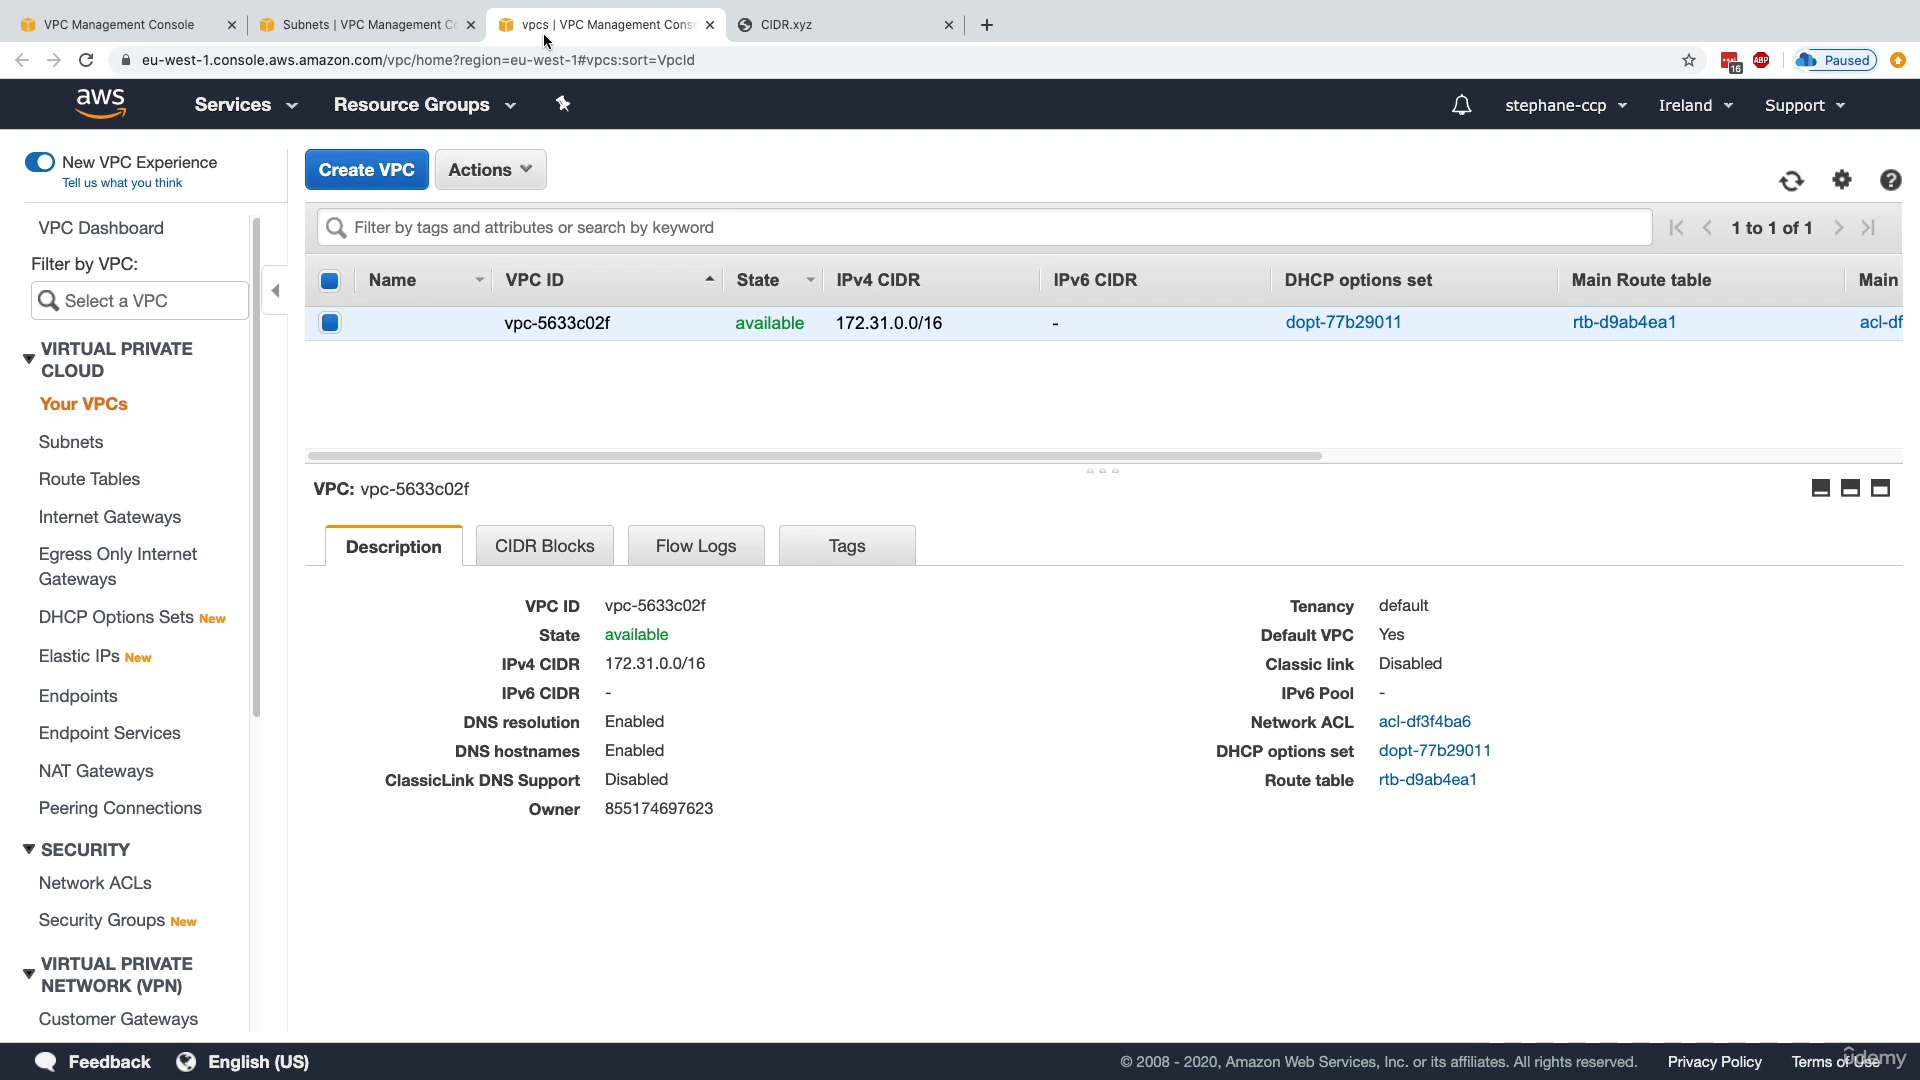 VPC Management Console
Subnets | VPC Management Co
vpcs | VPC Management Cons
CIDR.xyz
eu-west-1.console.aws.amazon.com/vpc/home?region=eu-west-1#vpcs:sort=VpcId
16
ABP
Paused
aws
Services
Resource Groups
stephane-ccp
Ireland
Support
New VPC Experience
Tell us what you think
Create VPC
Actions
VPC Dashboard
Filter by VPC:
Select a VPC
VIRTUAL PRIVATE
CLOUD
Your VPCs
Subnets
Route Tables
Internet Gateways
Egress Only Internet
Gateways
DHCP Options Sets New
Elastic IPs New
Endpoints
Endpoint Services
NAT Gateways
Peering Connections
SECURITY
Network ACLs
Security Groups New
VIRTUAL PRIVATE
NETWORK (VPN)
Customer Gateways
Filter by tags and attributes or search by keyword
1 to 1 of 1
Name VPC ID State IPv4 CIDR IPv6 CIDR DHCP options set Main Route table Main
vpc-5633c02f available 172.31.0.0/16 - dopt-77b29011 rtb-d9ab4ea1 acl-df
VPC: vpc-5633c02f
Description CIDR Blocks Flow Logs Tags
VPC ID vpc-5633c02f
State available
IPv4 CIDR 172.31.0.0/16
IPv6 CIDR -
DNS resolution Enabled
DNS hostnames Enabled
ClassicLink DNS Support Disabled
Owner 855174697623
Tenancy default
Default VPC Yes
Classic link Disabled
IPv6 Pool -
Network ACL acl-df3f4ba6
DHCP options set dopt-77b29011
Route table rtb-d9ab4ea1
Feedback
English (US)
© 2008 - 2020, Amazon Web Services, Inc. or its affiliates. All rights reserved.
Privacy Policy
Terms of Use
udemy